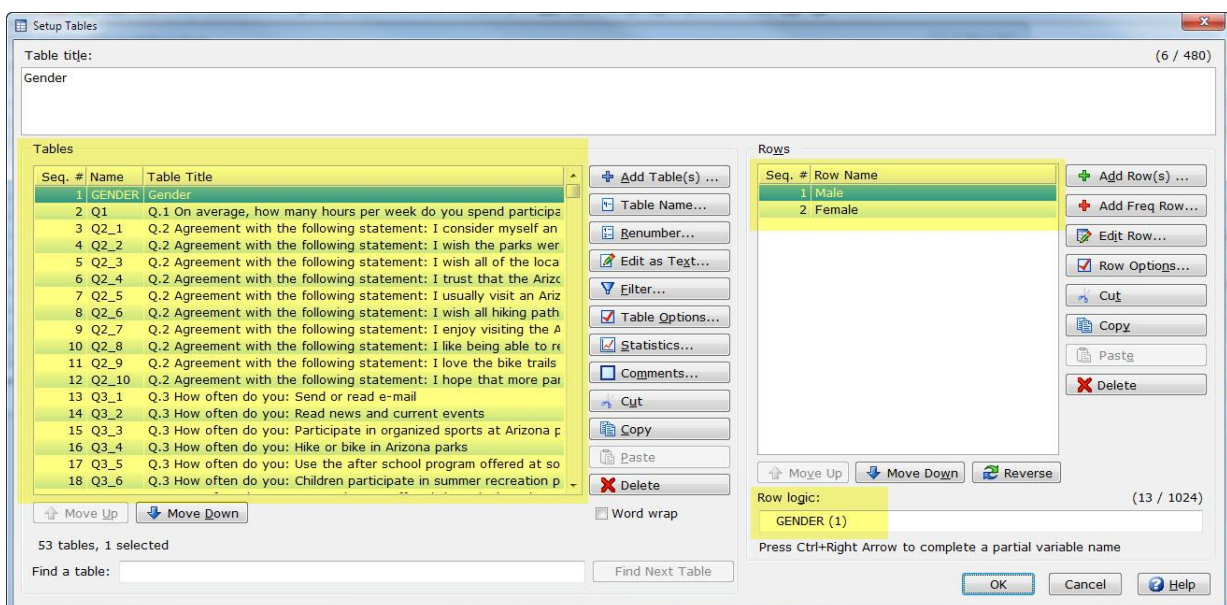 Setup Tables
x
Table title:
(6 / 480)
Gender
Tables
Seq. # Name Table Title
1 GENDER Gender
2 Q1 Q.1 On average, how many hours per week do you spend participa
3 Q2_1 Q.2 Agreement with the following statement: I consider myself an
4 Q2_2 Q.2 Agreement with the following statement: I wish the parks wer
5 Q2_3 Q.2 Agreement with the following statement: I wish all of the loca
6 Q2_4 Q.2 Agreement with the following statement: I trust that the Arizo
7 Q2_5 Q.2 Agreement with the following statement: I usually visit an Ariz
8 Q2_6 Q.2 Agreement with the following statement: I wish all hiking path
9 Q2_7 Q.2 Agreement with the following statement: I enjoy visiting the A
10 Q2_8 Q.2 Agreement with the following statement: I like being able to re
11 Q2_9 Q.2 Agreement with the following statement: I love the bike trails
12 Q2_10 Q.2 Agreement with the following statement: I hope that more par
13 Q3_1 Q.3 How often do you: Send or read e-mail
14 Q3_2 Q.3 How often do you: Read news and current events
15 Q3_3 Q.3 How often do you: Participate in organized sports at Arizona p
16 Q3_4 Q.3 How often do you: Hike or bike in Arizona parks
17 Q3_5 Q.3 How often do you: Use the after school program offered at so
18 Q3_6 Q.3 How often do you: Children participate in summer recreation p
Move Up
Move Down
53 tables, 1 selected
Find a table:
Find Next Table
Add Table(s) ...
Table Name...
Renumber...
Edit as Text...
Filter...
Table Options...
Statistics...
Comments...
Cut
Copy
Paste
Delete
Word wrap
Rows
Seq. # Row Name
1 Male
2 Female
Add Row(s) ...
Add Freq Row...
Edit Row...
Row Options...
Cut
Copy
Paste
Delete
Move Up
Move Down
Reverse
Row logic:
(13 / 1024)
GENDER (1)
Press Ctrl+Right Arrow to complete a partial variable name
OK
Cancel
Help